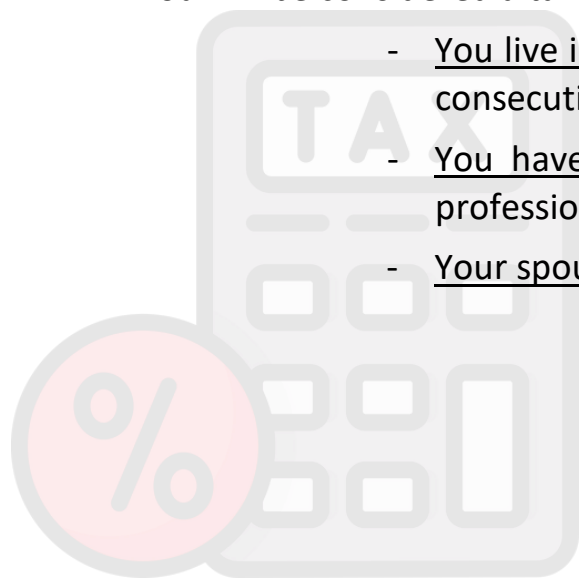 - You live i
consecuti
- You have
professio
- Your spou
TAX
%